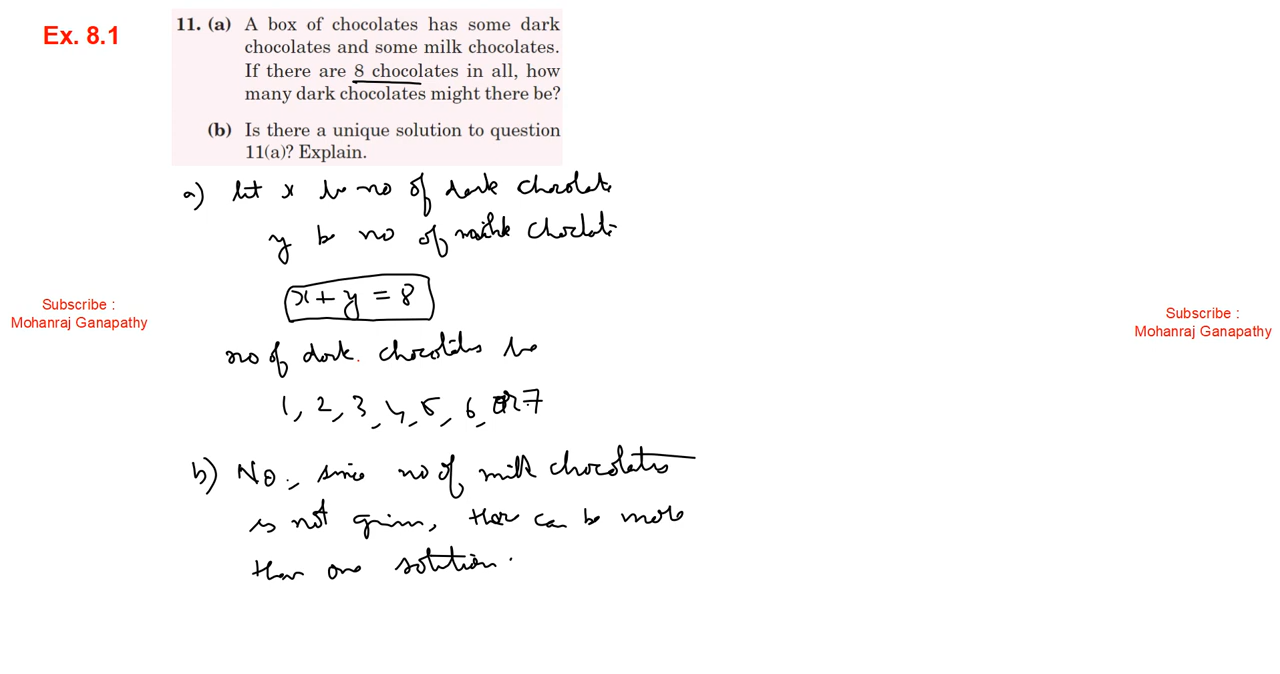 Ex. 8.1
11. (a) A box of chocolates has some dark
chocolates and some milk chocolates.
If there are 8 chocolates in all, how
many dark chocolates might there be?
(b) Is there a unique solution to question
11(a)? Explain.
a) let x be no of dark chocolate
y be no of milk choclate
x + y = 8
no of dark. chocolates be
1, 2, 3, 4, 5, 6, or 7
b) No, since no of milk chocolates
is not given, ther can be more
than one solution.
Subscribe :
Mohanraj Ganapathy
Subscribe :
Mohanraj Ganapathy